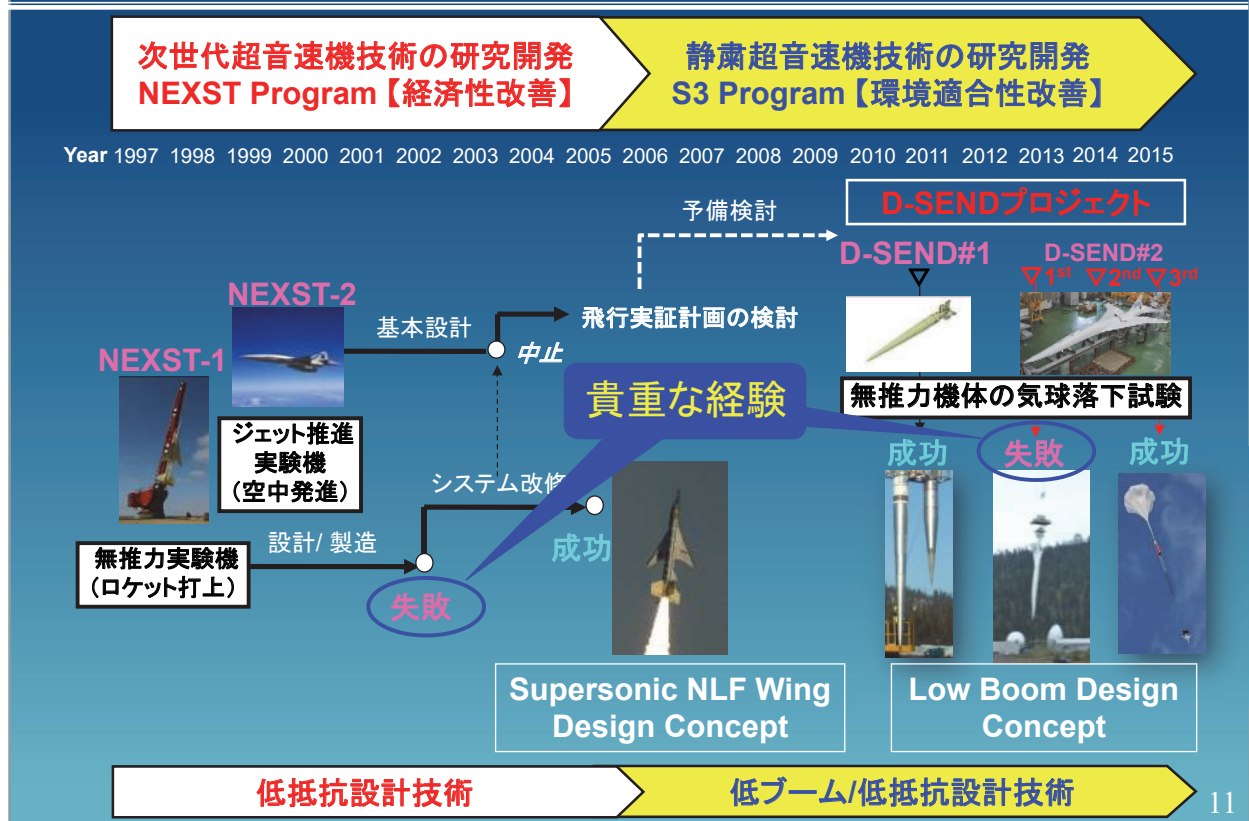 次世代超音速機技術の研究開発
NEXST Program【経済性改善】
静粛超音速機技術の研究開発
S3 Program【環境適合性改善】
Year 1997 1998 1999 2000 2001 2002 2003 2004 2005 2006 2007 2008 2009 2010 2011 2012 2013 2014 2015
予備検討
D-SENDプロジェクト
D-SEND#1
▽
D-SEND#2
▽1st ▽2nd ▽3rd
NEXST-2
基本設計
飛行実証計画の検討
中止
NEXST-1
貴重な経験
無推力機体の気球落下試験
ジェット推進
実験機
(空中発進)
成功
失敗
成功
システム改修
設計/ 製造
成功
無推力実験機
(ロケット打上)
失敗
Supersonic NLF Wing
Design Concept
Low Boom Design
Concept
低抵抗設計技術
低ブーム/低抵抗設計技術
11